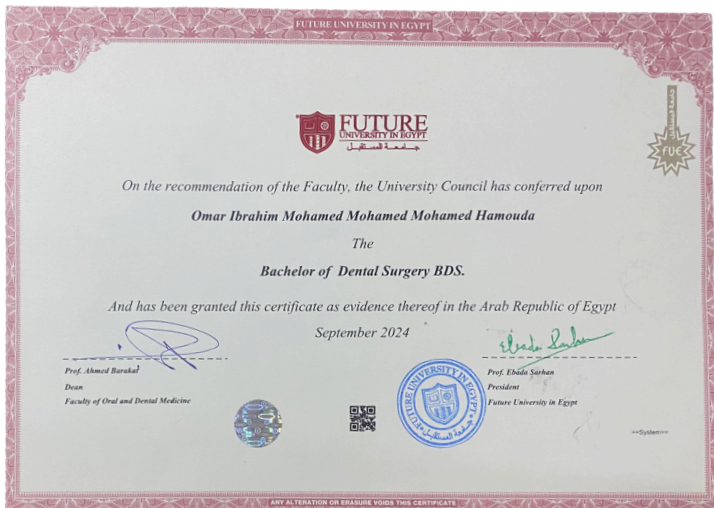 FUTURE UNIVERSITY IN EGYPT
FUTURE
UNIVERSITY IN EGYPT
جامعة المستقبل
جامعة المستقبل
FUE
On the recommendation of the Faculty, the University Council has conferred upon
Omar Ibrahim Mohamed Mohamed Mohamed Hamouda
The
Bachelor of Dental Surgery BDS.
And has been granted this certificate as evidence thereof in the Arab Republic of Egypt
September 2024
Ebada Sarhan
Prof. Ahmed Barakat
Dean
Faculty of Oral and Dental Medicine
Prof. Ebada Sarhan
President
Future University in Egypt
FUTURE UNIVERSITY IN EGYPT
جامعة المستقبل
==System==
ANY ALTERATION OR ERASURE VOIDS THIS CERTIFICATE